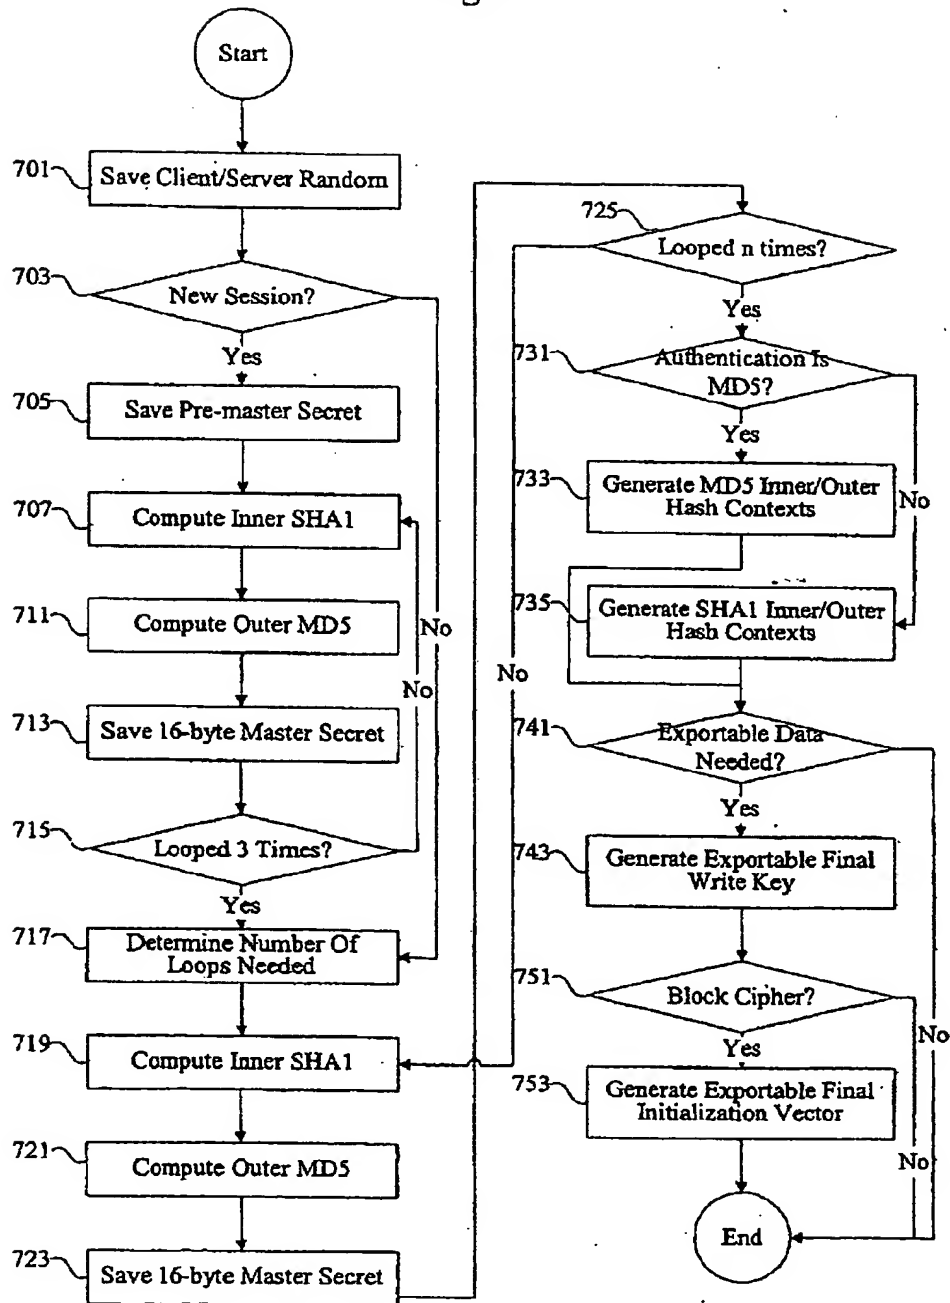 Start
701
Save Client/Server Random
703
New Session?
Yes
705
Save Pre-master Secret
707
Compute Inner SHA1
711
Compute Outer MD5
No
No
713
Save 16-byte Master Secret
715
Looped 3 Times?
Yes
717
Determine Number Of
Loops Needed
719
Compute Inner SHA1
721
Compute Outer MD5
723
Save 16-byte Master Secret
725
Looped n times?
Yes
731
Authentication Is
MD5?
Yes
733
Generate MD5 Inner/Outer
Hash Contexts
No
735
Generate SHA1 Inner/Outer
Hash Contexts
No
741
Exportable Data
Needed?
Yes
743
Generate Exportable Final
Write Key
751
Block Cipher?
No
Yes
753
Generate Exportable Final
Initialization Vector
No
End